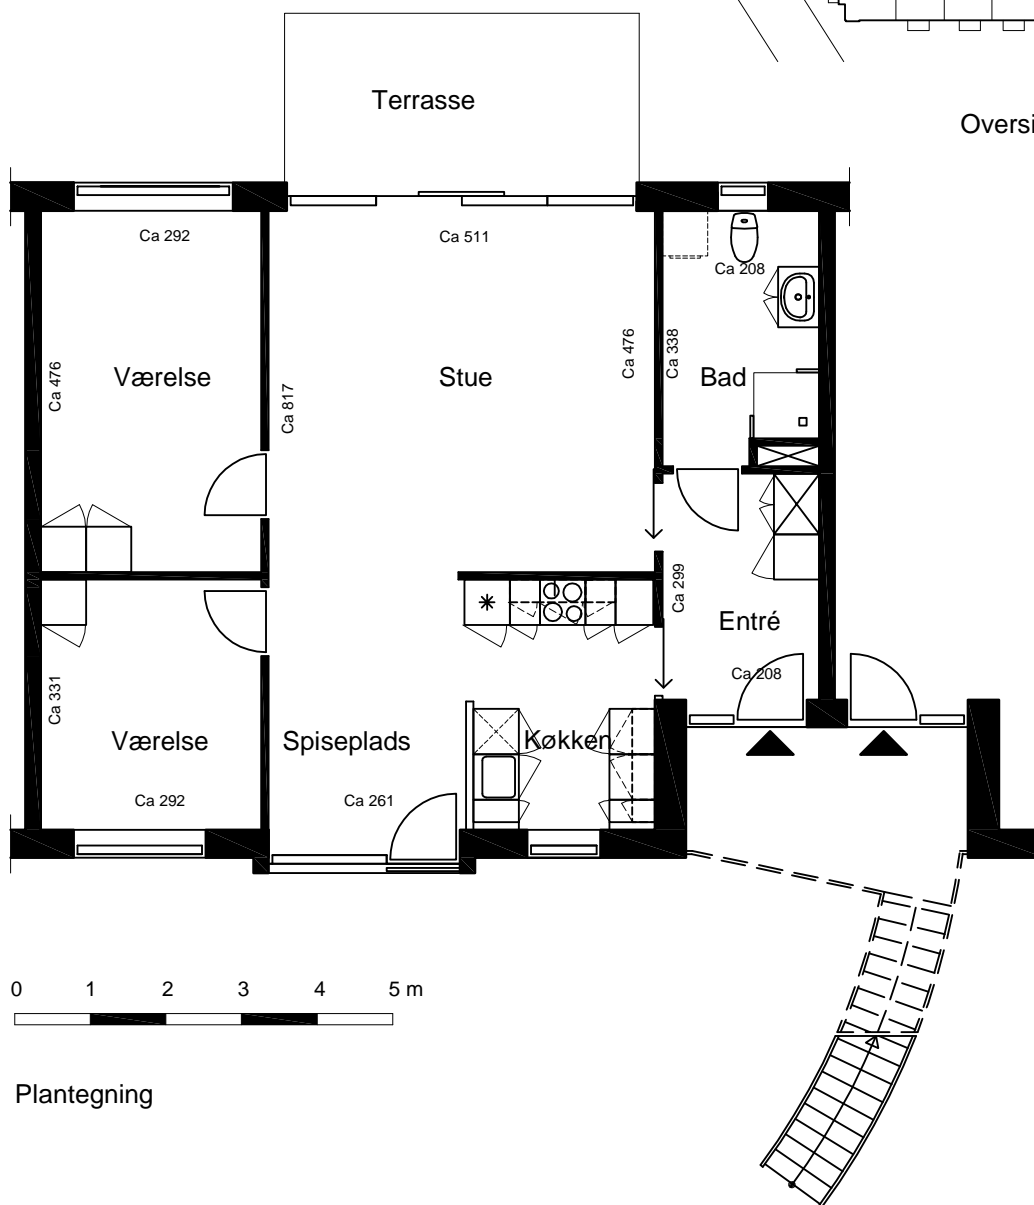 Terrasse
Oversi
Ca 292
Ca 511
Ca 208
Ca 476
Ca 817
Ca 476
Ca 338
Værelse
Stue
Bad
Ca 299
Entré
Ca 208
Ca 331
Værelse
Spiseplads
Køkken
Ca 292
Ca 261
0 1 2 3 4 5 m
Plantegning